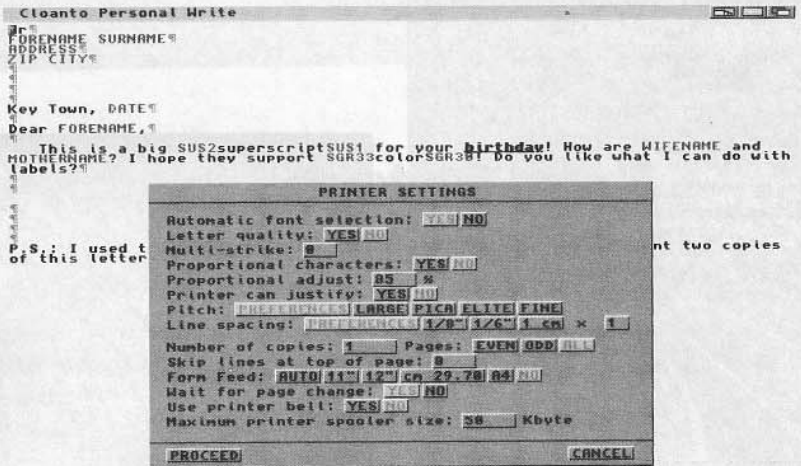 Cloanto Personal Write
FORENAME SURNAME¶
ADDRESS¶
ZIP CITY¶
¶
¶
¶
¶
Key Town, DATE¶
Dear FORENAME,¶
This is a big SUS2superscriptSUS1 for your birthday! How are WIFENAME and
MOTHERNAME? I hope they support SGR33colorSGR30! Do you like what I can do with
labels?¶
¶
¶
¶
¶
P.S.: I used t
nt two copies
of this letter
PRINTER SETTINGS
Automatic font selection: YES NO
Letter quality: YES NO
Multi-strike: 0
Proportional characters: YES NO
Proportional adjust: 85 %
Printer can justify: YES NO
Pitch: PREFERENCES LARGE PICA ELITE FINE
Line spacing: PREFERENCES 1/8" 1/6" 1 cm × 1
Number of copies: 1 Pages: EVEN ODD ALL
Skip lines at top of page: 0
Form Feed: AUTO 11" 12" cm 29.70 A4 NO
Wait for page change: YES NO
Use printer bell: YES NO
Maximum printer spooler size: 50 Kbyte
PROCEED CANCEL